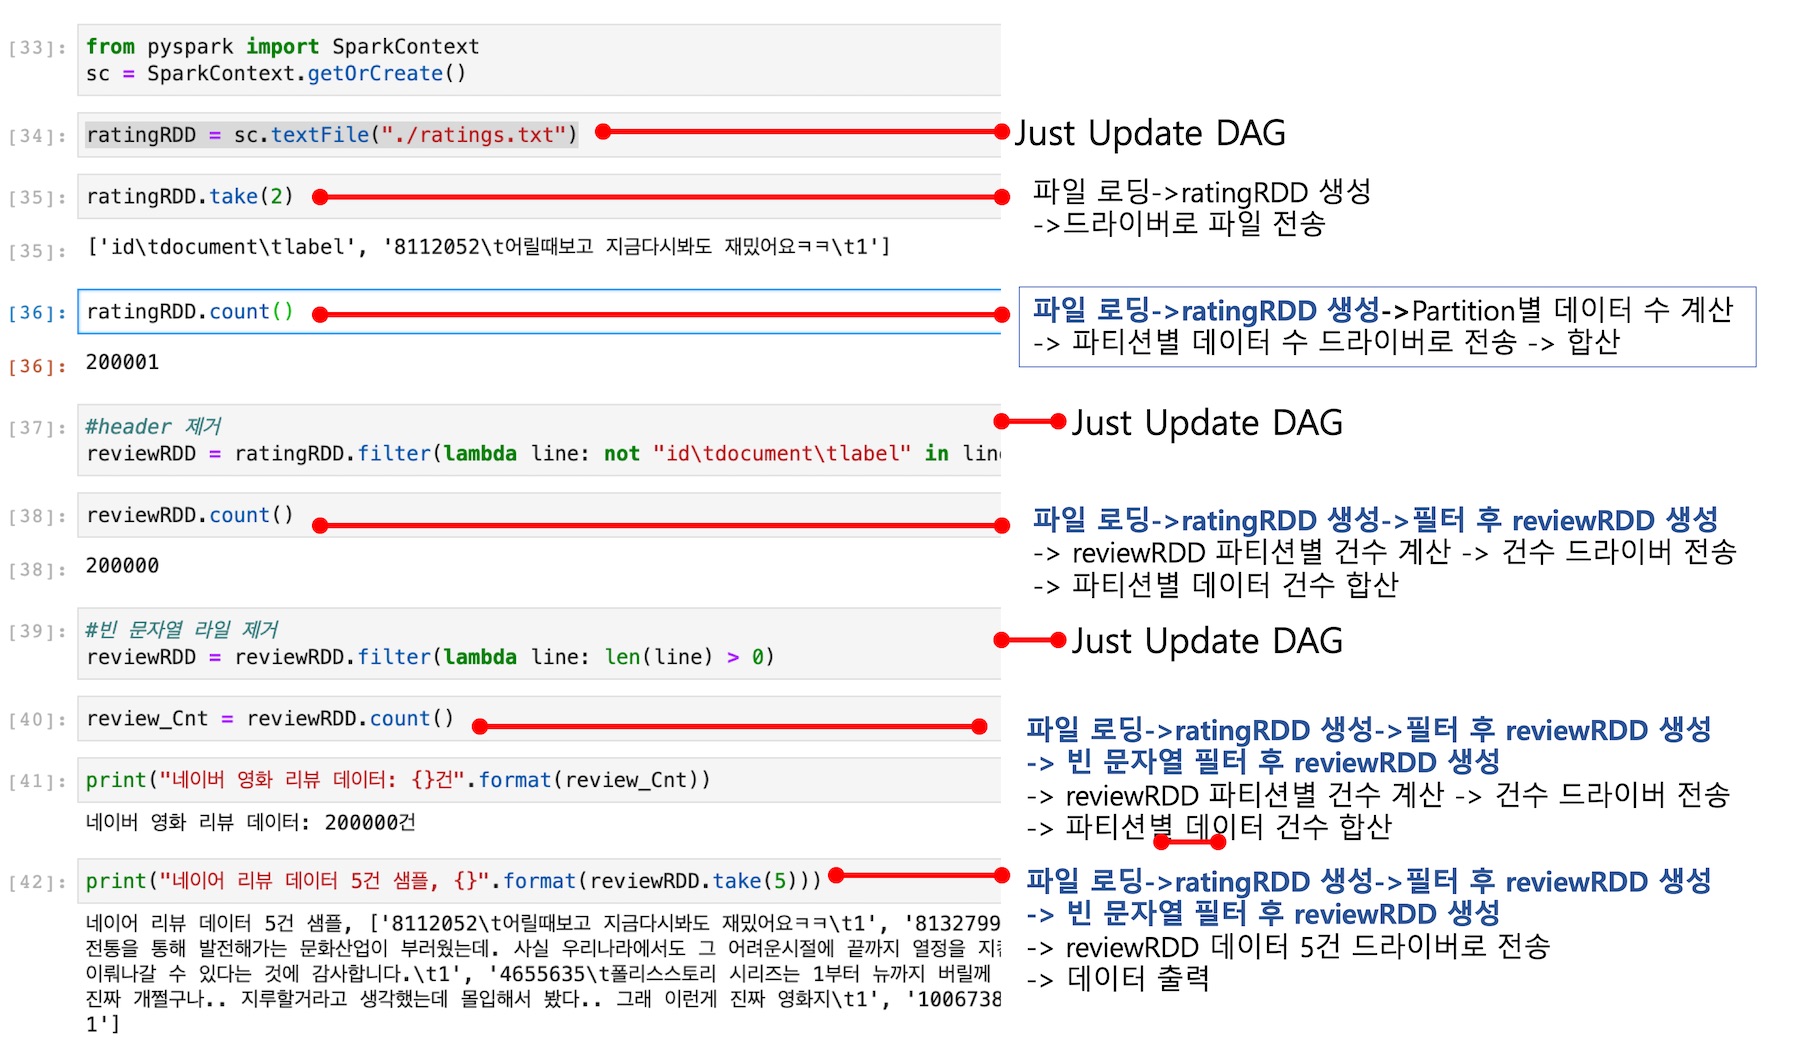 [33]: from pyspark import SparkContext
sc = SparkContext.getOrCreate()
[34]: ratingRDD = sc.textFile("./ratings.txt")
Just Update DAG
[35]: ratingRDD.take(2)
파일 로딩->ratingRDD 생성
->드라이버로 파일 전송
[35]: ['id\tdocument\tlabel', '8112052\t어릴때보고 지금다시봐도 재밌어요ㅋㅋ\t1']
[36]: ratingRDD.count()
파일 로딩->ratingRDD 생성->Partition별 데이터 수 계산
-> 파티션별 데이터 수 드라이버로 전송 -> 합산
[36]: 200001
[37]: #header 제거
reviewRDD = ratingRDD.filter(lambda line: not "id\tdocument\tlabel" in lin
Just Update DAG
[38]: reviewRDD.count()
파일 로딩->ratingRDD 생성->필터 후 reviewRDD 생성
-> reviewRDD 파티션별 건수 계산 -> 건수 드라이버 전송
-> 파티션별 데이터 건수 합산
[38]: 200000
[39]: #빈 문자열 라일 제거
reviewRDD = reviewRDD.filter(lambda line: len(line) > 0)
Just Update DAG
[40]: review_Cnt = reviewRDD.count()
파일 로딩->ratingRDD 생성->필터 후 reviewRDD 생성
-> 빈 문자열 필터 후 reviewRDD 생성
-> reviewRDD 파티션별 건수 계산 -> 건수 드라이버 전송
-> 파티션별 데이터 건수 합산
[41]: print("네이버 영화 리뷰 데이터: {}건".format(review_Cnt))
네이버 영화 리뷰 데이터: 200000건
[42]: print("네이어 리뷰 데이터 5건 샘플, {}".format(reviewRDD.take(5)))
파일 로딩->ratingRDD 생성->필터 후 reviewRDD 생성
-> 빈 문자열 필터 후 reviewRDD 생성
-> reviewRDD 데이터 5건 드라이버로 전송
-> 데이터 출력
네이어 리뷰 데이터 5건 샘플, ['8112052\t어릴때보고 지금다시봐도 재밌어요ㅋㅋ\t1', '8132799
전통을 통해 발전해가는 문화산업이 부러웠는데. 사실 우리나라에서도 그 어려운시절에 끝까지 열정을 지킨
이뤄나갈 수 있다는 것에 감사합니다.\t1', '4655635\t폴리스스토리 시리즈는 1부터 뉴까지 버릴께
진짜 개쩔구나.. 지루할거라고 생각했는데 몰입해서 봤다.. 그래 이런게 진짜 영화지\t1', '1006738
1']